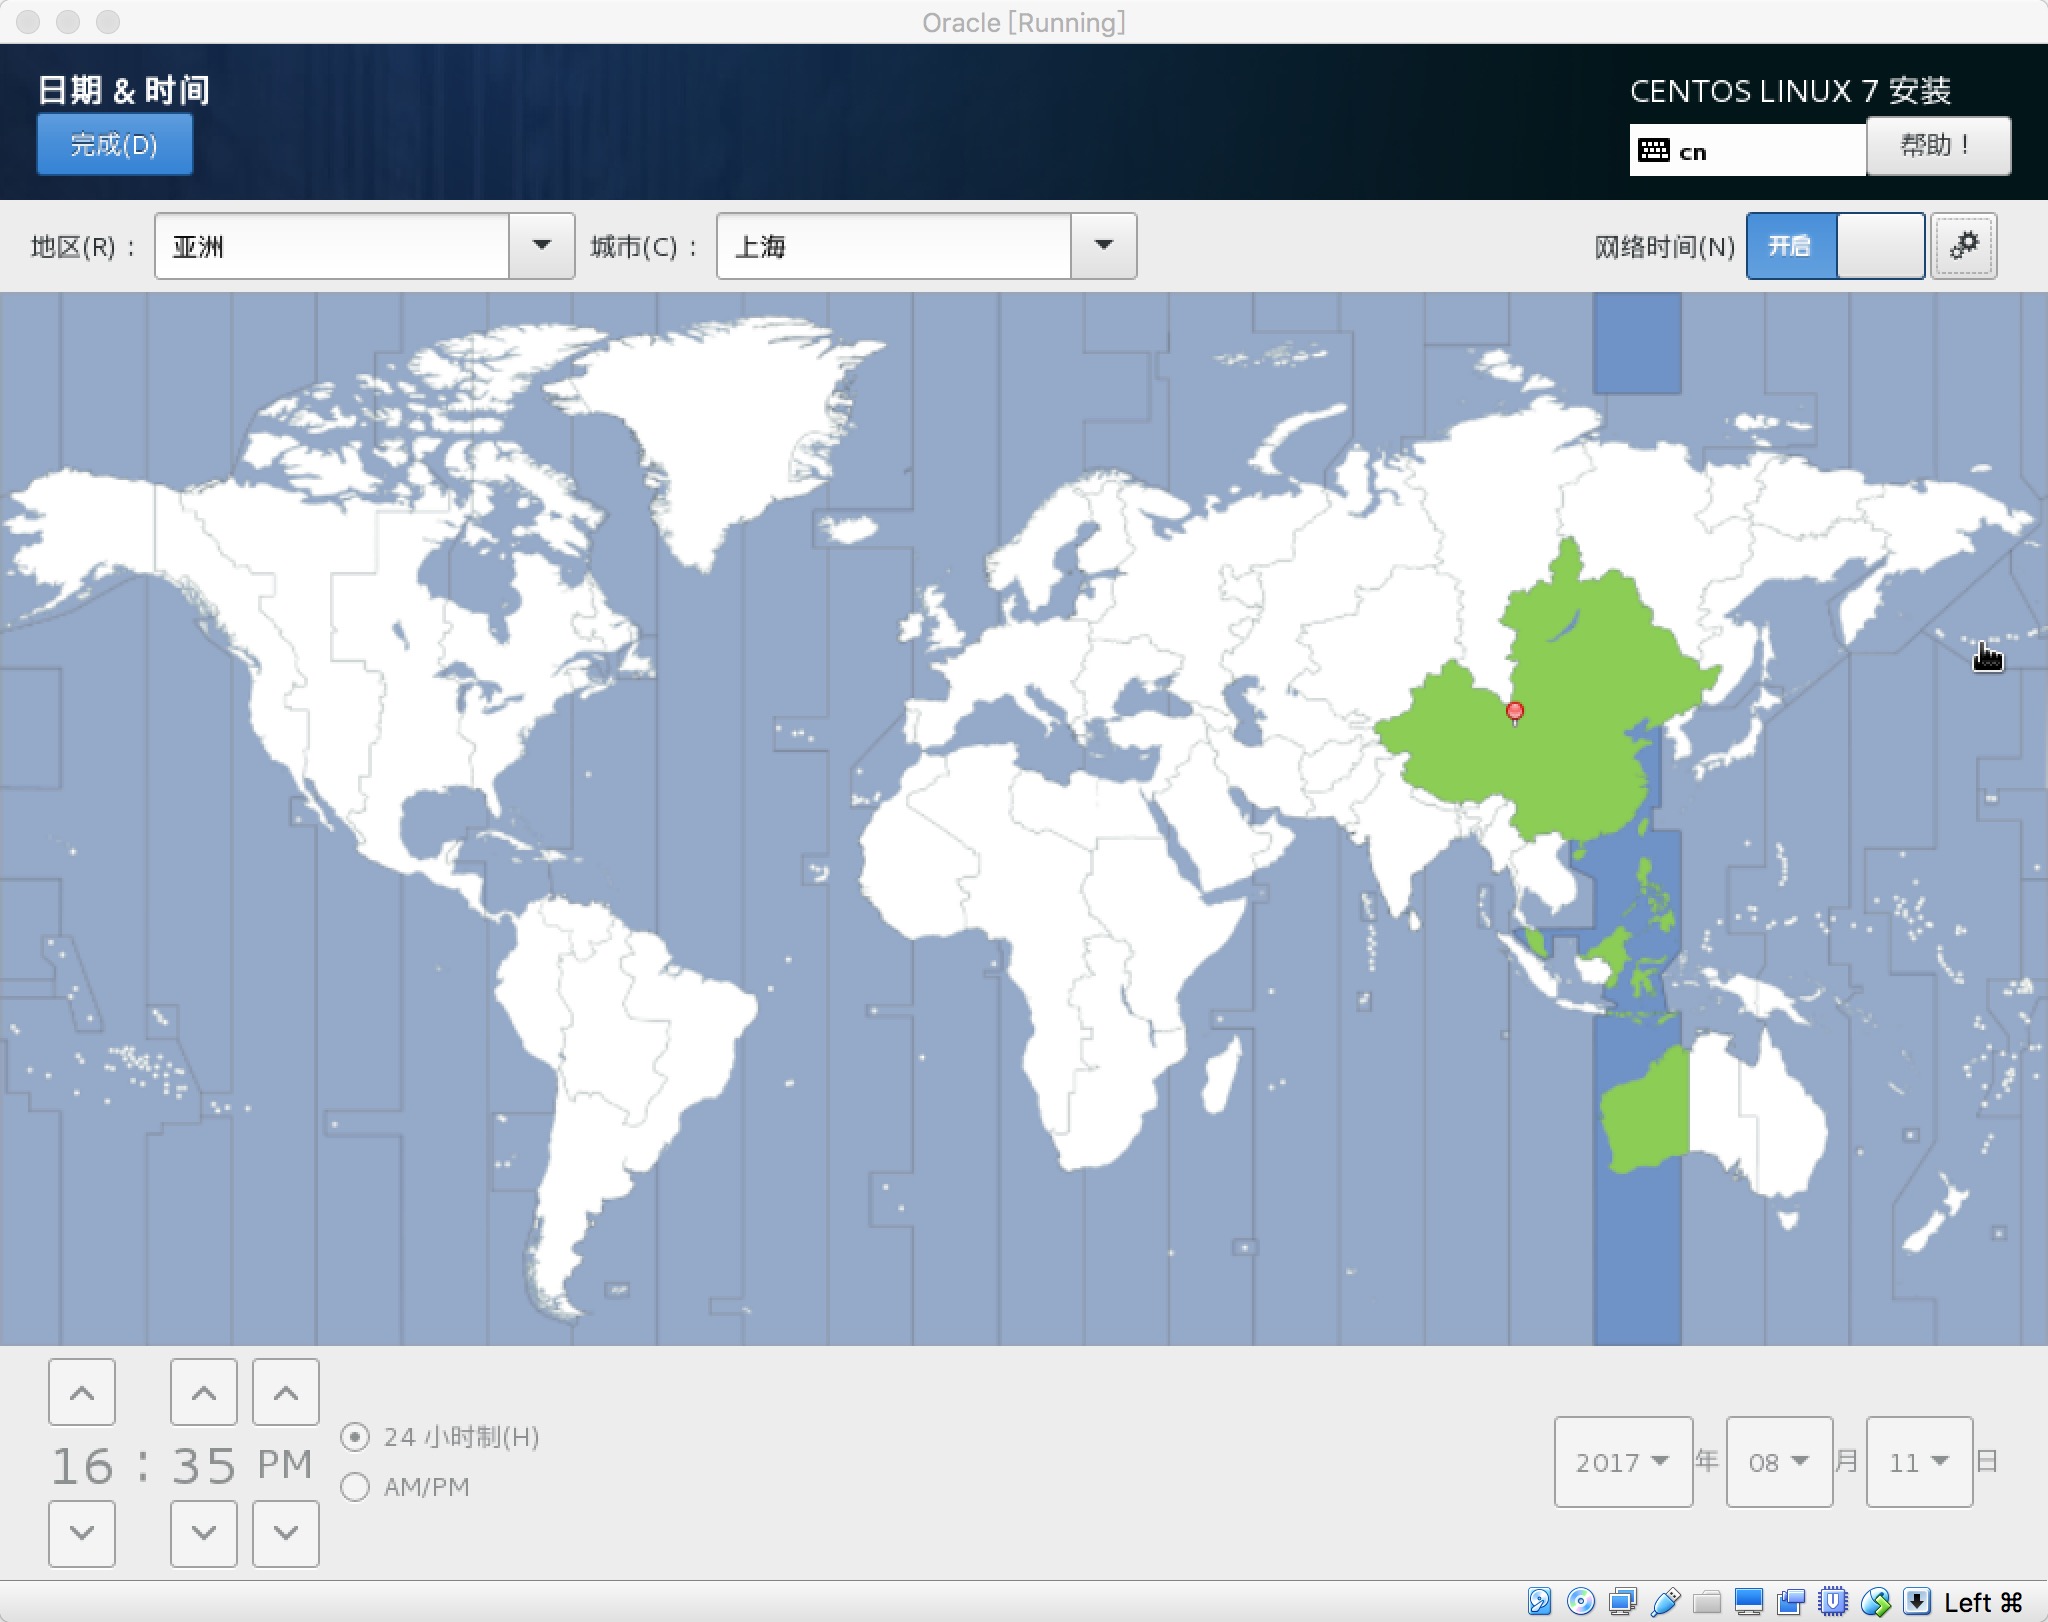 Oracle [Running]
日期 & 时间
CENTOS LINUX 7 安装
完成(D)
cn
帮助！
地区(R)：
亚洲
城市(C)：
上海
网络时间(N)
开启
16 : 35 PM
24 小时制(H)
AM/PM
2017 年 08 月 11 日
Left ⌘